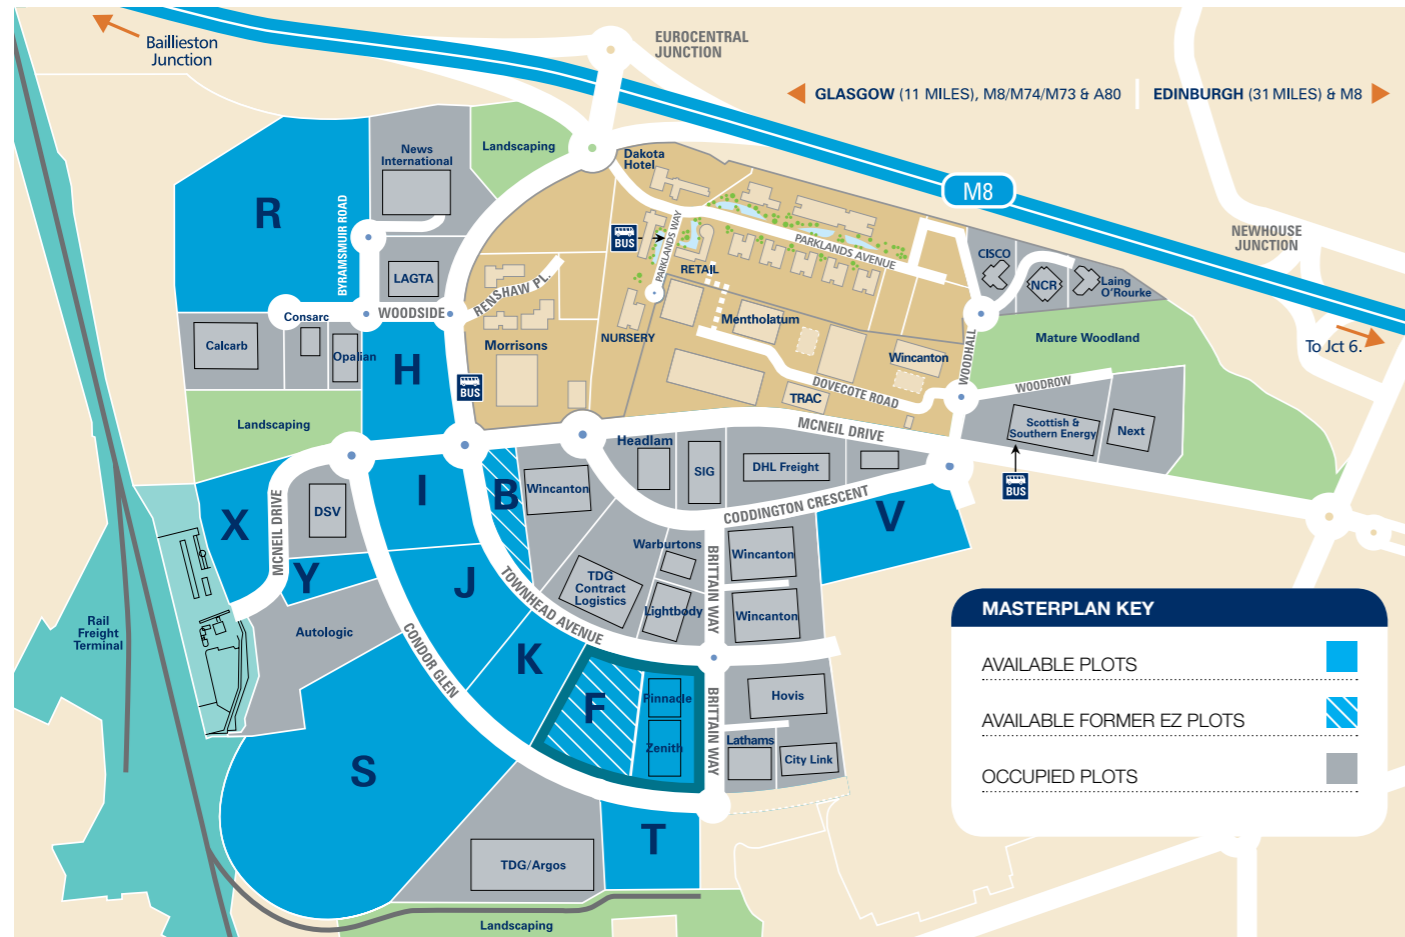 Baillieston
Junction
EUROCENTRAL
JUNCTION
GLASGOW (11 MILES), M8/M74/M73 & A80
EDINBURGH (31 MILES) & M8
M8
NEWHOUSE
JUNCTION
To Jct 6.
News
International
Landscaping
Dakota
Hotel
R
BYRAMSMUIR ROAD
BUS
PARKLANDS WAY
PARKLANDS AVENUE
RETAIL
CISCO
NCR
Laing
O'Rourke
LAGTA
RENSHAW PL.
WOODSIDE
Consarc
Calcarb
Opalian
H
Morrisons
NURSERY
Mentholatum
Wincanton
WOODHALL
Mature Woodland
BUS
TRAC
DOVECOTE ROAD
WOODROW
Landscaping
MCNEIL DRIVE
Scottish &
Southern Energy
Next
BUS
Headlam
SIG
DHL Freight
CODDINGTON CRESCENT
V
X
MCNEIL DRIVE
DSV
I
B
Wincanton
Y
J
TOWNHEAD AVENUE
TDG
Contract
Logistics
Warburtons
Lightbody
BRITTAIN WAY
Wincanton
Wincanton
Rail
Freight
Terminal
Autologic
CONDOR GLEN
K
F
Pinnacle
Zenith
BRITTAIN WAY
Hovis
Lathams
City Link
S
T
TDG/Argos
Landscaping
MASTERPLAN KEY
AVAILABLE PLOTS
AVAILABLE FORMER EZ PLOTS
OCCUPIED PLOTS